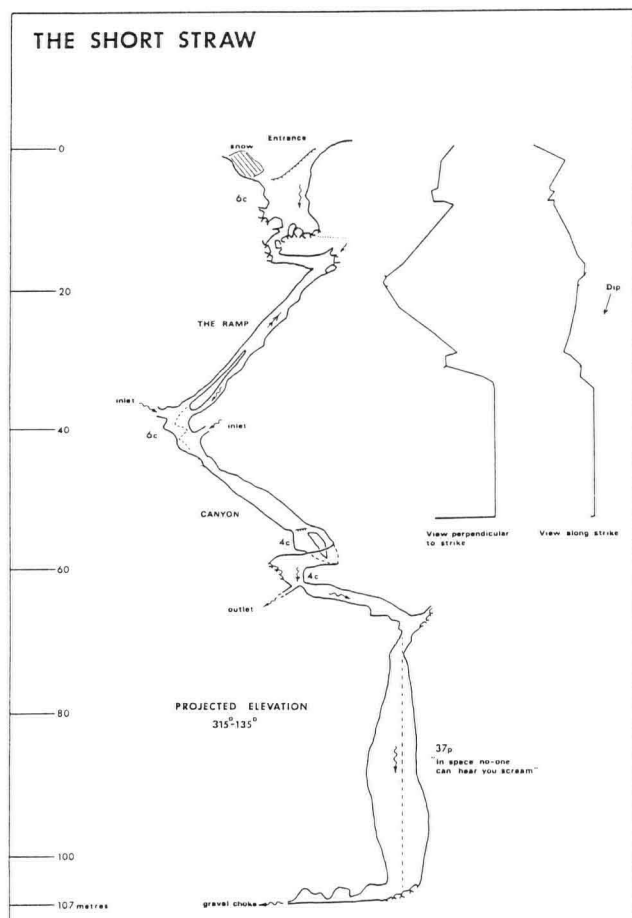 THE SHORT STRAW
0
snow
Entrance
6c
20
Dip
THE RAMP
inlet
40
6c
inlet
CANYON
4c
View perpendicular
to strike
View along strike
60
4c
outlet
PROJECTED ELEVATION
315°-135°
80
37p
"In space no-one
can hear you scream"
100
107 metres
gravel choke